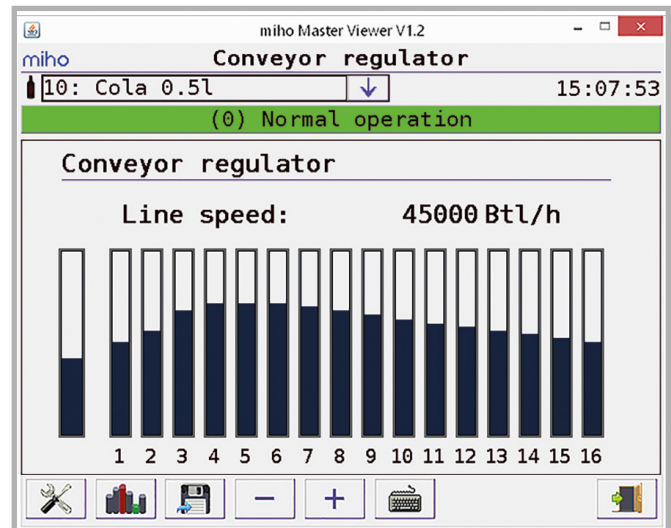 miho Master Viewer V1.2
miho Conveyor regulator
10: Cola 0.5l 15:07:53
(0) Normal operation
Conveyor regulator
Line speed: 45000 Btl/h
1 2 3 4 5 6 7 8 9 10 11 12 13 14 15 16